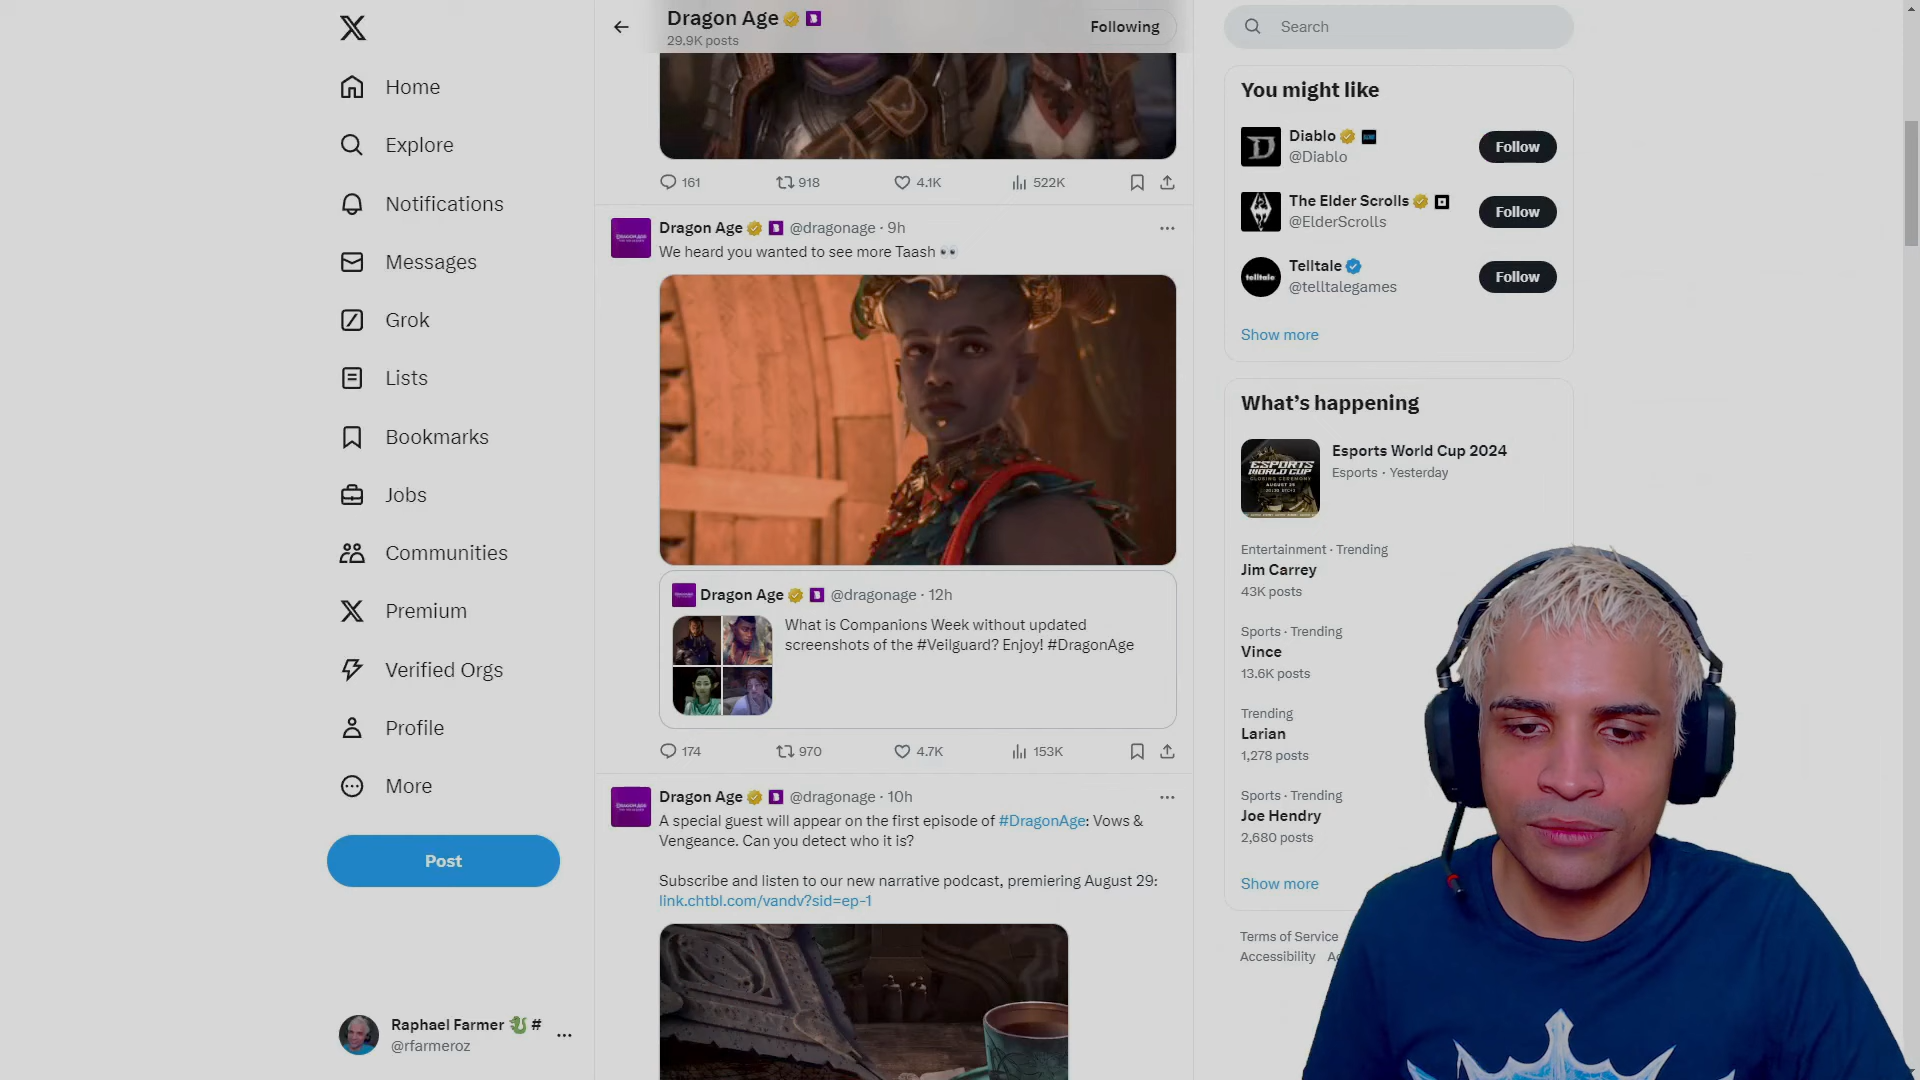 Home
Explore
Notifications
Messages
Grok
Lists
Bookmarks
Jobs
Communities
Premium
Verified Orgs
Profile
More
Post
Raphael Farmer 🐉 #
@rfarmeroz
Dragon Age
29.9K posts
Following
161 918 4.1K 522K
Dragon Age @dragonage · 9h
We heard you wanted to see more Taash 👀
Dragon Age @dragonage · 12h
What is Companions Week without updated
screenshots of the #Veilguard? Enjoy! #DragonAge
174 970 4.7K 153K
Dragon Age @dragonage · 10h
A special guest will appear on the first episode of #DragonAge: Vows &
Vengeance. Can you detect who it is?
Subscribe and listen to our new narrative podcast, premiering August 29:
link.chtbl.com/vandv?sid=ep-1
Search
You might like
Diablo
@Diablo
Follow
The Elder Scrolls
@ElderScrolls
Follow
telltale
Telltale
@telltalegames
Follow
Show more
What's happening
ESPORTS
WORLD CUP
CLOSING CEREMONY
AUGUST 25
Esports World Cup 2024
Esports · Yesterday
Entertainment · Trending
Jim Carrey
43K posts
Sports · Trending
Vince
13.6K posts
Trending
Larian
1,278 posts
Sports · Trending
Joe Hendry
2,680 posts
Show more
Terms of Service
Accessibility